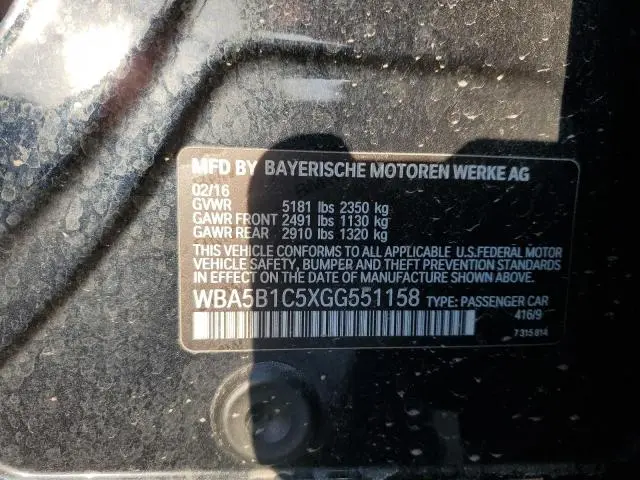 MFD BY BAYERISCHE MOTOREN WERKE AG
02/16
GVWR 5181 lbs 2350 kg
GAWR FRONT 2491 lbs 1130 kg
GAWR REAR 2910 lbs 1320 kg
THIS VEHICLE CONFORMS TO ALL APPLICABLE U.S.FEDERAL MOTOR
VEHICLE SAFETY, BUMPER AND THEFT PREVENTION STANDARDS
IN EFFECT ON THE DATE OF MANUFACTURE SHOWN ABOVE.
WBA5B1C5XGG551158 TYPE: PASSENGER CAR
416/9
7 315 814